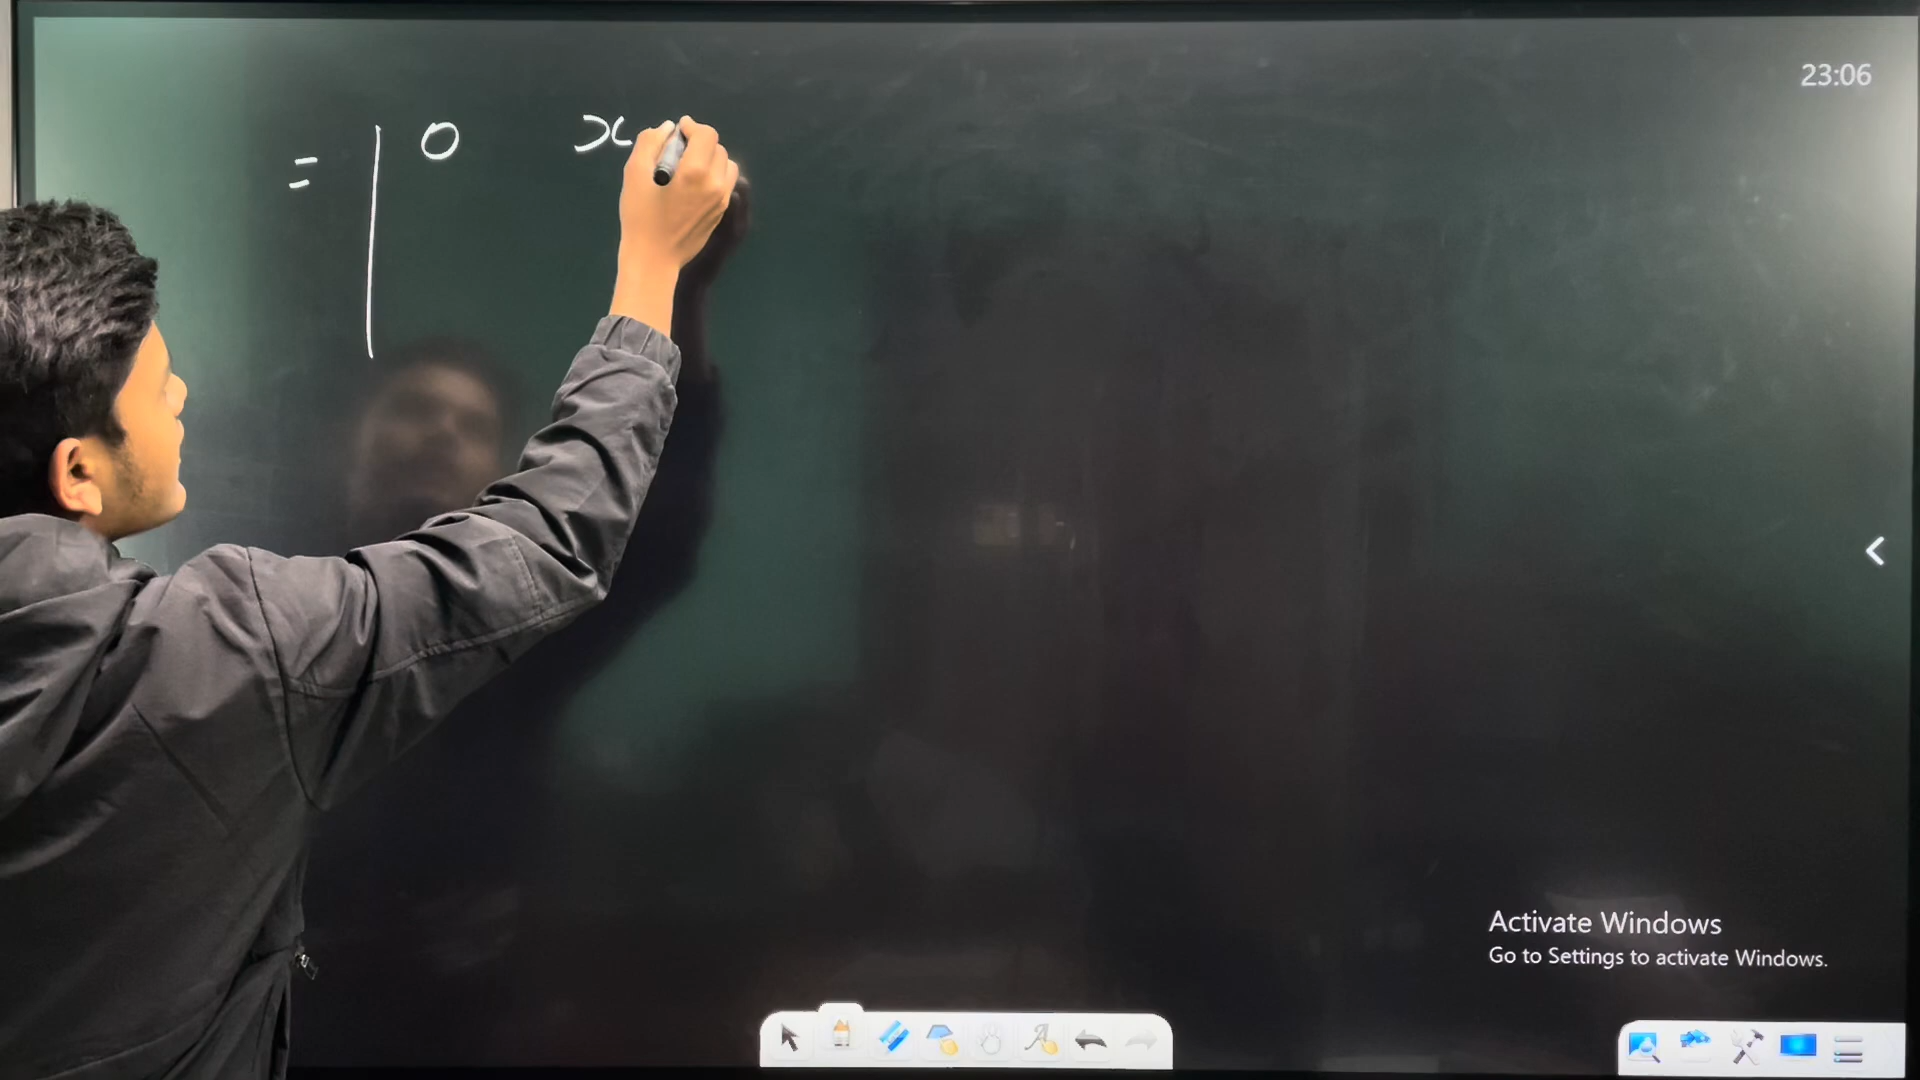 23:06
= | 0 x
Activate Windows
Go to Settings to activate Windows.